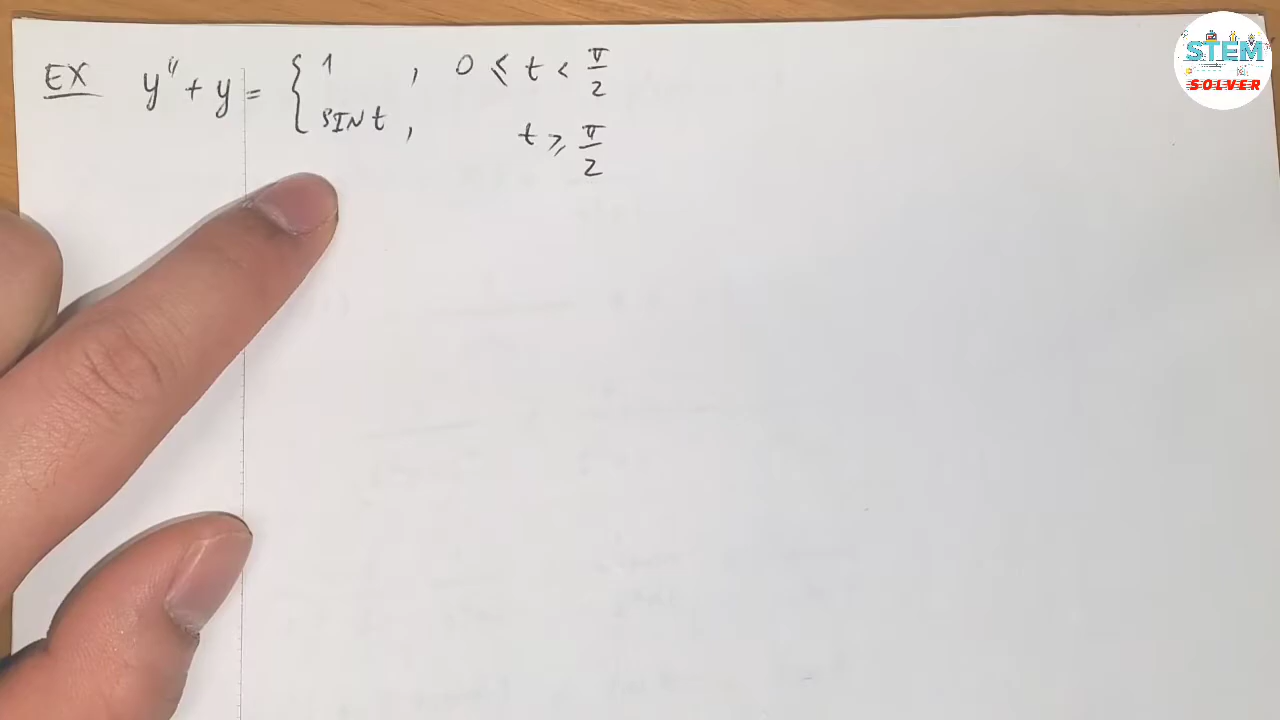 EX y'' + y = { 1 , 0 ≤ t < π/2
sin t , t ≥ π/2
STEM
SOLVER